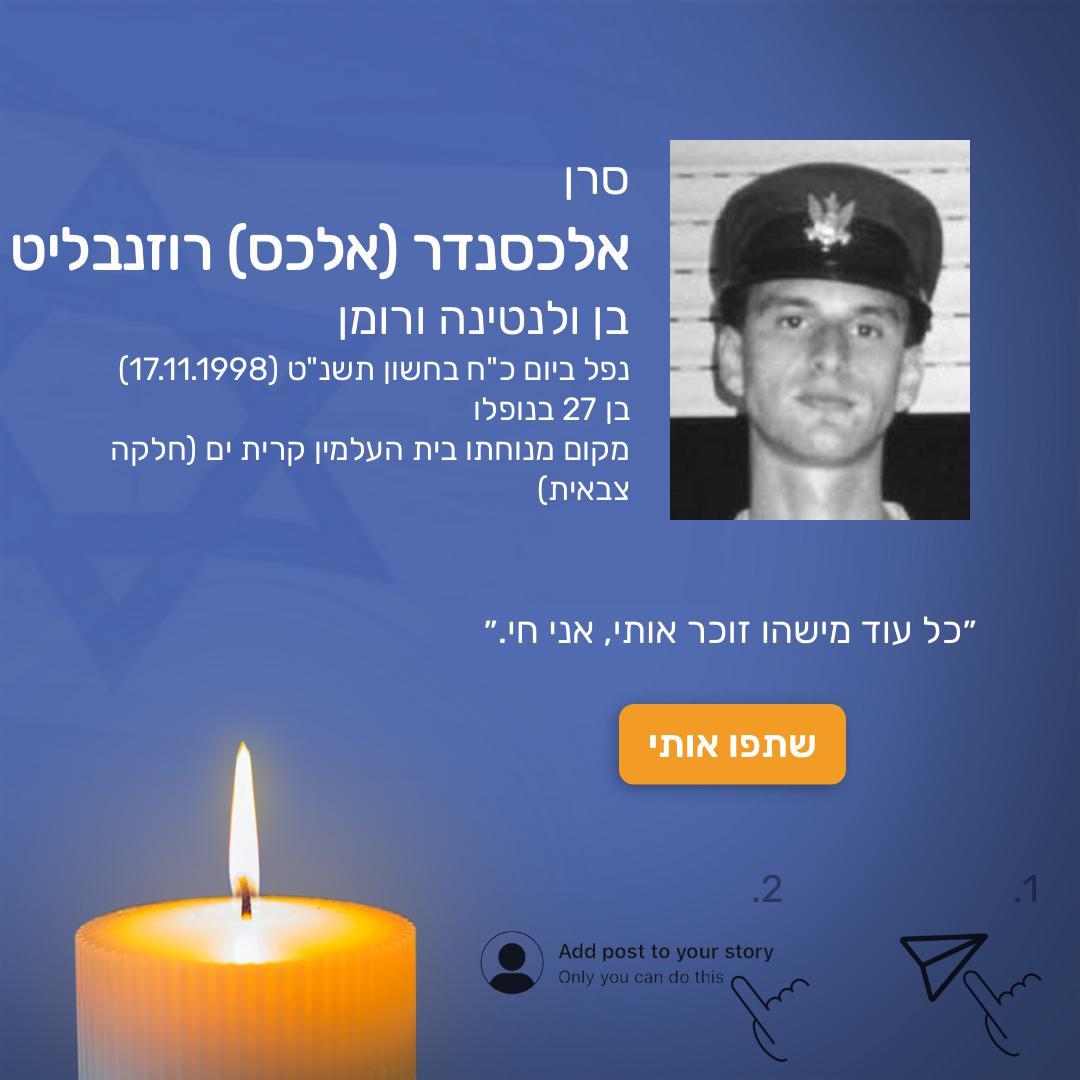 סרן
אלכסנדר (אלכס) רוזנבליט
בן ולנטינה ורומן
נפל ביום כ"ח בחשון תשנ"ט (17.11.1998)
בן 27 בנופלו
מקום מנוחתו בית העלמין קרית ים (חלקה
צבאית)
״כל עוד מישהו זוכר אותי, אני חי.״
שתפו אותי
1.
2.
Add post to your story
Only you can do this